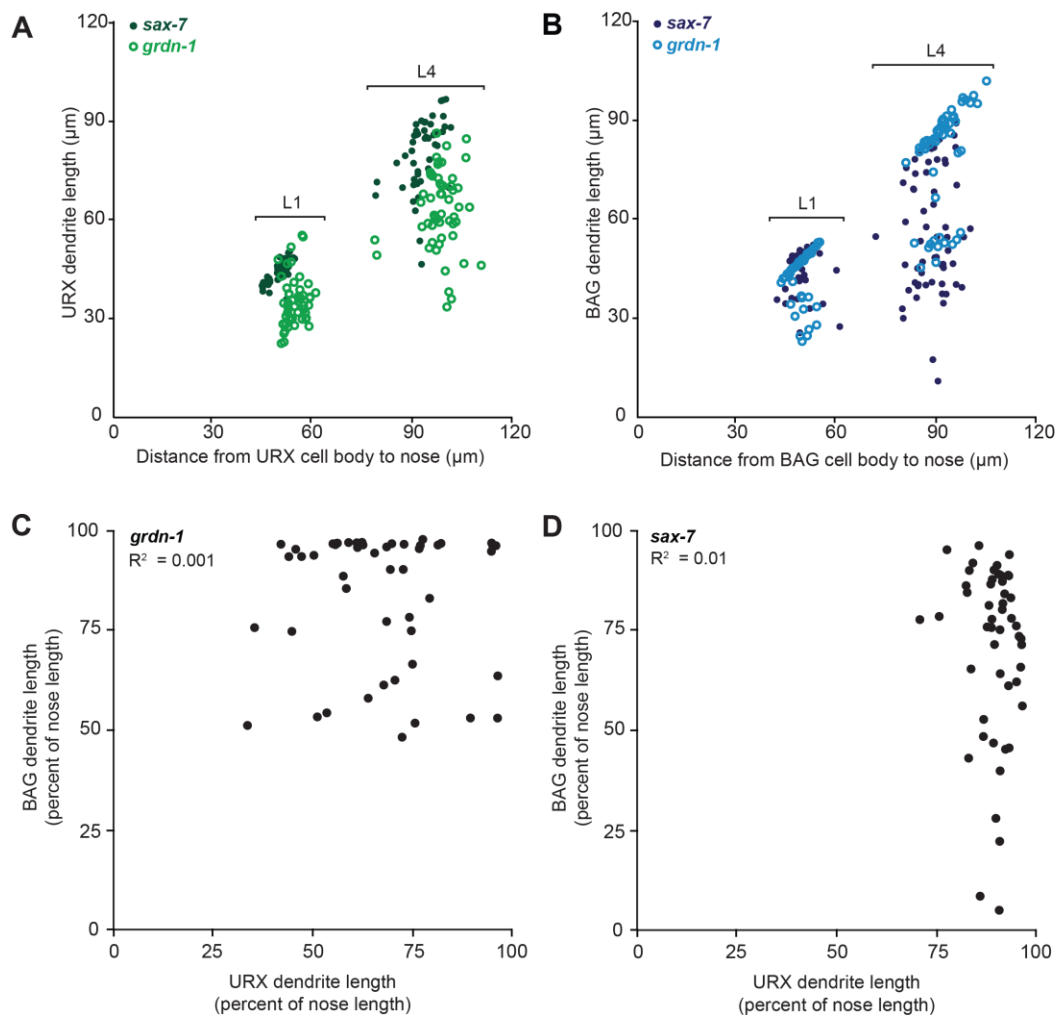 A
sax-7
grdn-1
L1
L4
120
90
60
30
0
URX dendrite length (µm)
0 30 60 90 120
Distance from URX cell body to nose (µm)
B
sax-7
grdn-1
L1
L4
120
90
60
30
0
BAG dendrite length (µm)
0 30 60 90 120
Distance from BAG cell body to nose (µm)
C
grdn-1
R² = 0.001
100
75
50
25
0
BAG dendrite length
(percent of nose length)
0 25 50 75 100
URX dendrite length
(percent of nose length)
D
sax-7
R² = 0.01
100
75
50
25
0
BAG dendrite length
(percent of nose length)
0 25 50 75 100
URX dendrite length
(percent of nose length)